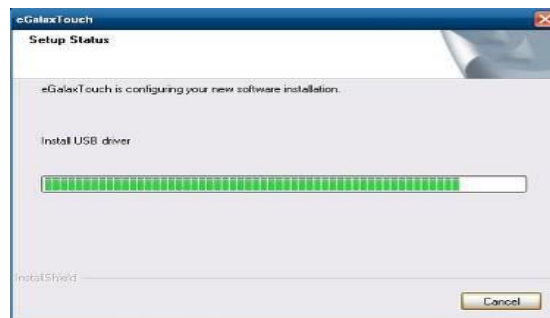 eGalaxTouch
Setup Status
eGalaxTouch is configuring your new software installation.
Install USB driver
InstallShield
Cancel